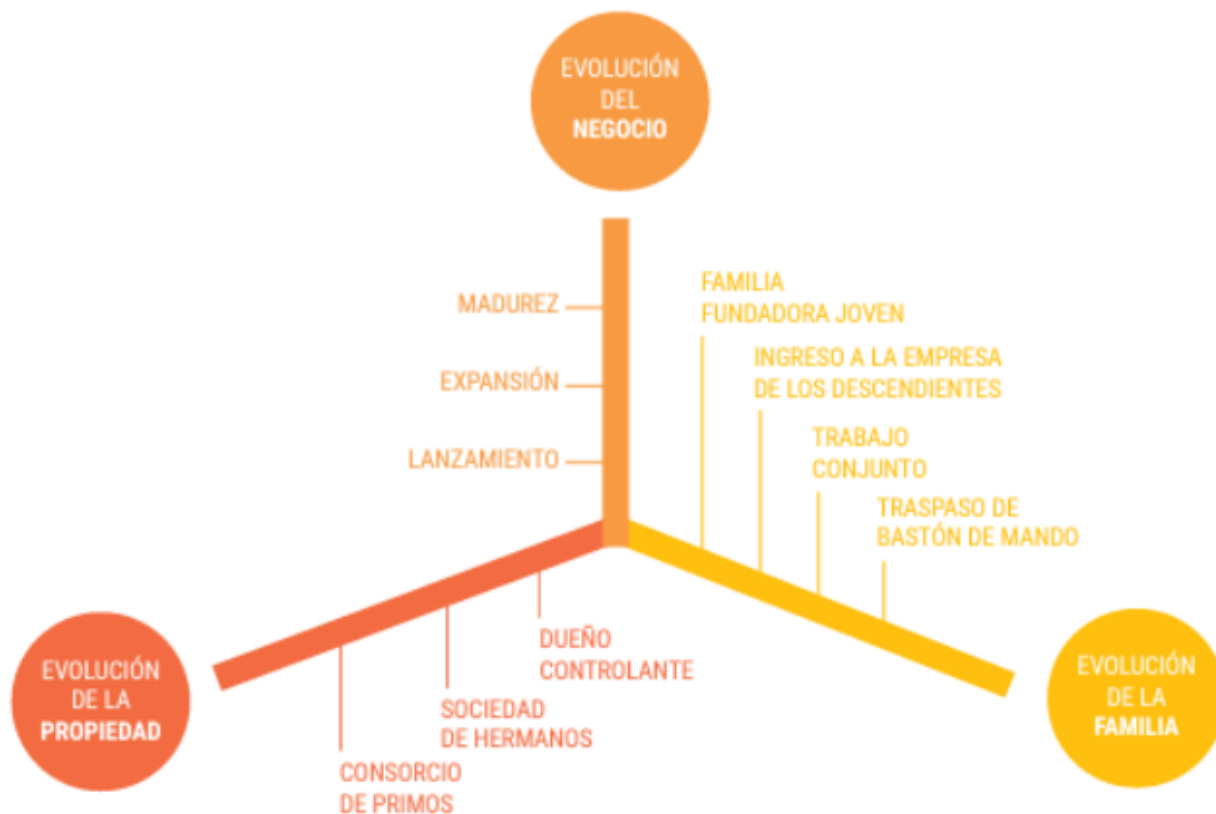 EVOLUCIÓN
DEL
NEGOCIO
MADUREZ
EXPANSIÓN
LANZAMIENTO
FAMILIA
FUNDADORA JOVEN
INGRESO A LA EMPRESA
DE LOS DESCENDIENTES
TRABAJO
CONJUNTO
TRASPASO DE
BASTÓN DE MANDO
EVOLUCIÓN
DE LA
PROPIEDAD
DUEÑO
CONTROLANTE
SOCIEDAD
DE HERMANOS
CONSORCIO
DE PRIMOS
EVOLUCIÓN
DE LA
FAMILIA